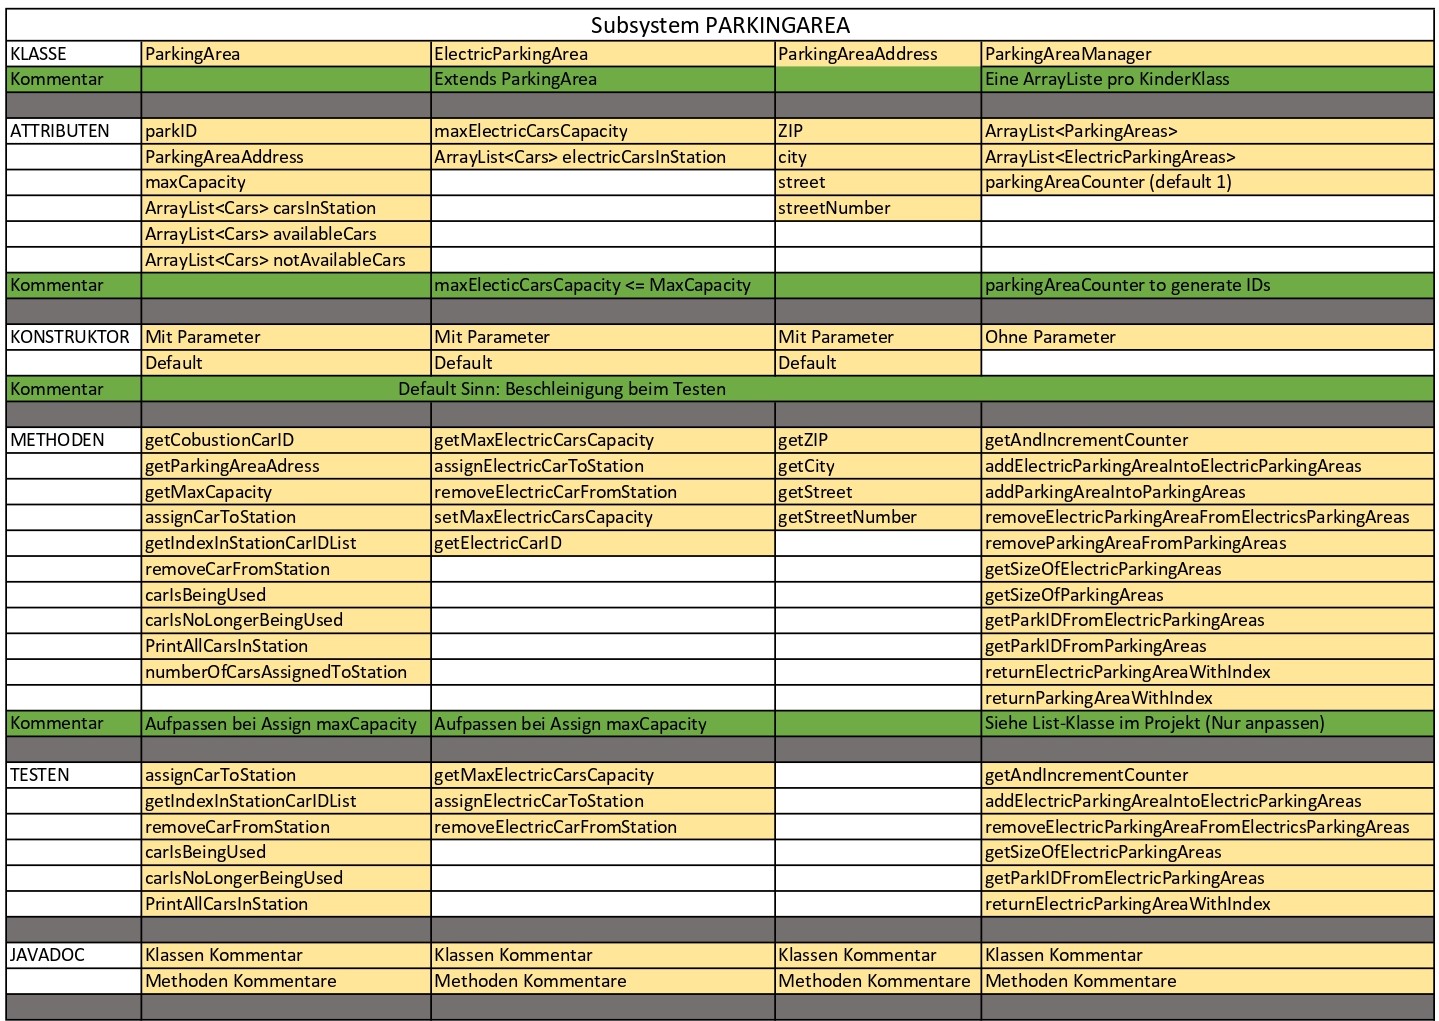 Subsystem PARKINGAREA
KLASSE ParkingArea ElectricParkingArea ParkingAreaAddress ParkingAreaManager
Kommentar Extends ParkingArea Eine ArrayListe pro KinderKlass
ATTRIBUTEN parkID maxElectricCarsCapacity ZIP ArrayList<ParkingAreas>
ParkingAreaAddress ArrayList<Cars> electricCarsInStation city ArrayList<ElectricParkingAreas>
maxCapacity street parkingAreaCounter (default 1)
ArrayList<Cars> carsInStation streetNumber
ArrayList<Cars> availableCars
ArrayList<Cars> notAvailableCars
Kommentar maxElecticCarsCapacity <= MaxCapacity parkingAreaCounter to generate IDs
KONSTRUKTOR Mit Parameter Mit Parameter Mit Parameter Ohne Parameter
Default Default Default
Kommentar Default Sinn: Beschleinigung beim Testen
METHODEN getCobustionCarID getMaxElectricCarsCapacity getZIP getAndIncrementCounter
getParkingAreaAdress assignElectricCarToStation getCity addElectricParkingAreaIntoElectricParkingAreas
getMaxCapacity removeElectricCarFromStation getStreet addParkingAreaIntoParkingAreas
assignCarToStation setMaxElectricCarsCapacity getStreetNumber removeElectricParkingAreaFromElectricsParkingAreas
getIndexInStationCarIDList getElectricCarID removeParkingAreaFromParkingAreas
removeCarFromStation getSizeOfElectricParkingAreas
carIsBeingUsed getSizeOfParkingAreas
carIsNoLongerBeingUsed getParkIDFromElectricParkingAreas
PrintAllCarsInStation getParkIDFromParkingAreas
numberOfCarsAssignedToStation returnElectricParkingAreaWithIndex
returnParkingAreaWithIndex
Kommentar Aufpassen bei Assign maxCapacity Aufpassen bei Assign maxCapacity Siehe List-Klasse im Projekt (Nur anpassen)
TESTEN assignCarToStation getMaxElectricCarsCapacity getAndIncrementCounter
getIndexInStationCarIDList assignElectricCarToStation addElectricParkingAreaIntoElectricParkingAreas
removeCarFromStation removeElectricCarFromStation removeElectricParkingAreaFromElectricsParkingAreas
carIsBeingUsed getSizeOfElectricParkingAreas
carIsNoLongerBeingUsed getParkIDFromElectricParkingAreas
PrintAllCarsInStation returnElectricParkingAreaWithIndex
JAVADOC Klassen Kommentar Klassen Kommentar Klassen Kommentar Klassen Kommentar
Methoden Kommentare Methoden Kommentare Methoden Kommentare Methoden Kommentare